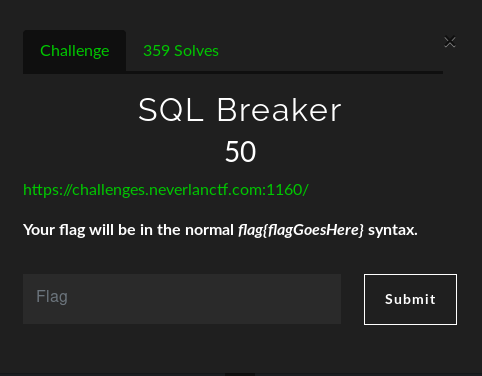 Challenge
359 Solves
×
SQL Breaker
50
https://challenges.neverlanctf.com:1160/
Your flag will be in the normal flag{flagGoesHere} syntax.
Flag
Submit